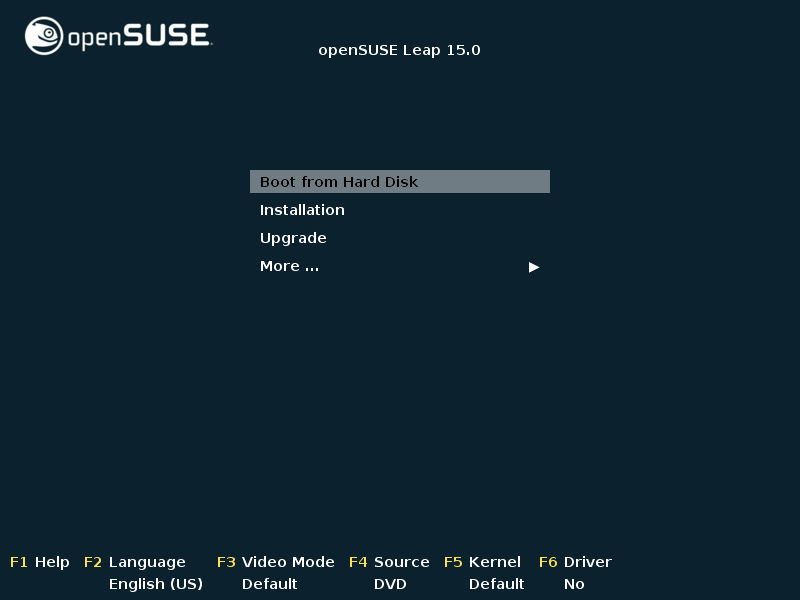 openSUSE.
openSUSE Leap 15.0
Boot from Hard Disk
Installation
Upgrade
More ...
F1 Help F2 Language F3 Video Mode F4 Source F5 Kernel F6 Driver
English (US) Default DVD Default No